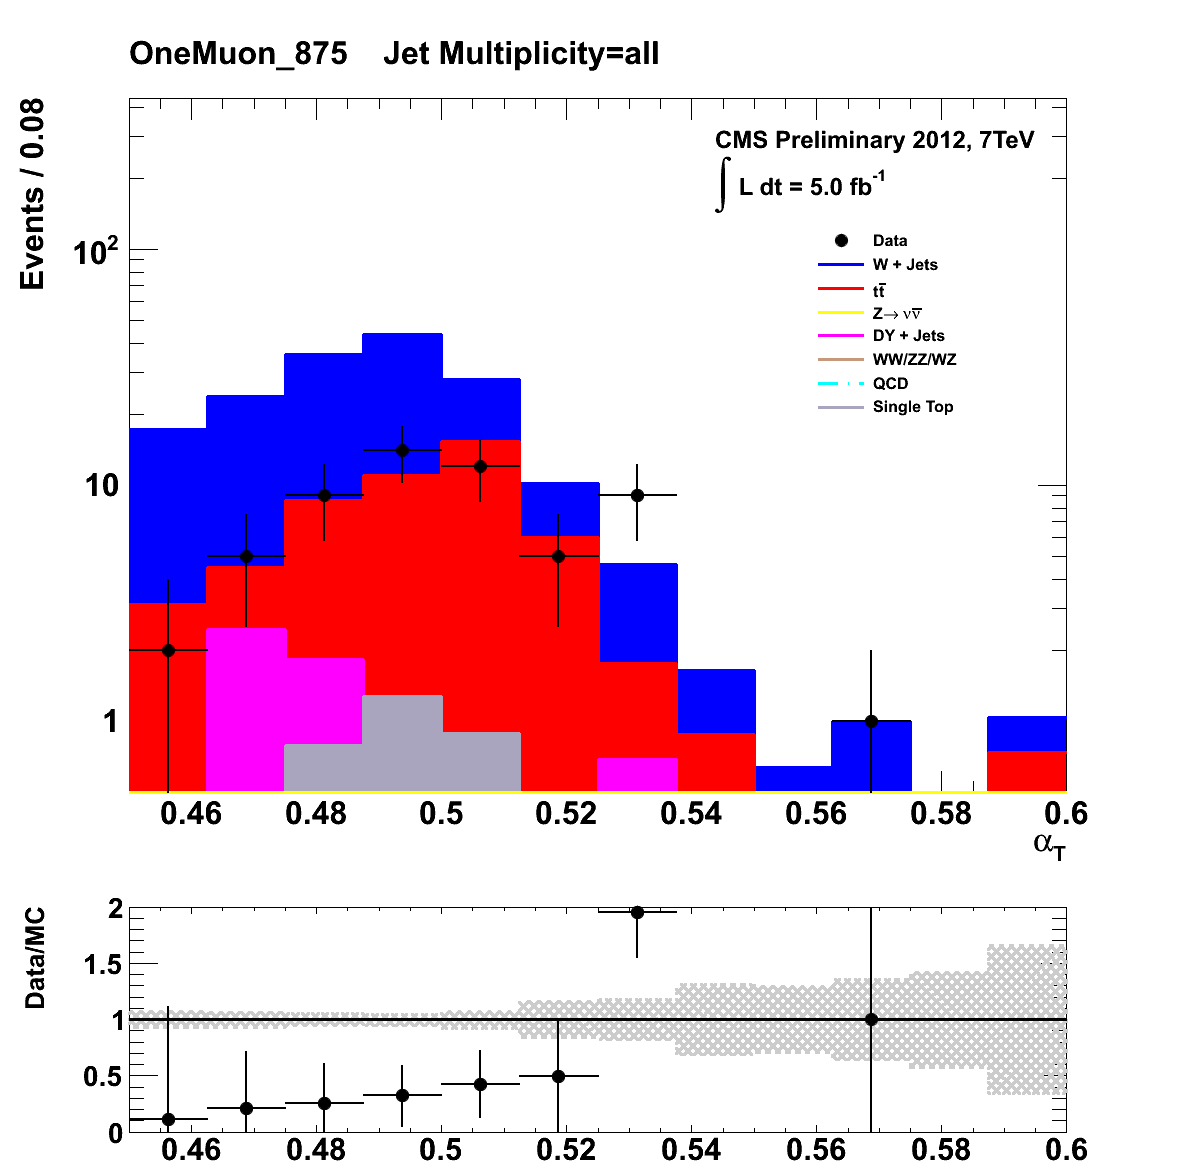 OneMuon_875 Jet Multiplicity=all
Events / 0.08
CMS Preliminary 2012, 7TeV
∫ L dt = 5.0 fb⁻¹
Data
W + Jets
tt̅
Z→ νν̅
DY + Jets
WW/ZZ/WZ
QCD
Single Top
10²
10
1
0.46 0.48 0.5 0.52 0.54 0.56 0.58 0.6
α_T
Data/MC
2
1.5
1
0.5
0
0.46 0.48 0.5 0.52 0.54 0.56 0.58 0.6